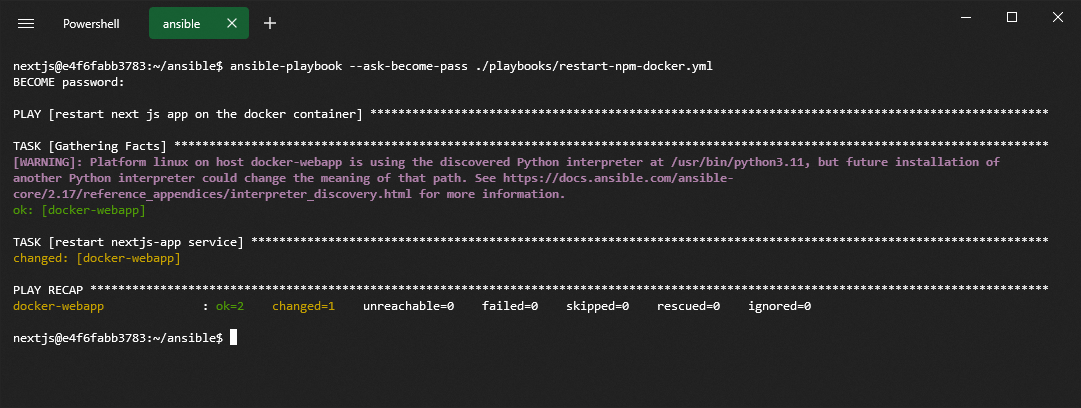 Powershell
ansible
nextjs@e4f6fabb3783:~/ansible$ ansible-playbook --ask-become-pass ./playbooks/restart-npm-docker.yml
BECOME password:
PLAY [restart next js app on the docker container] *************************************************************************************************
TASK [Gathering Facts] *****************************************************************************************************************************
[WARNING]: Platform linux on host docker-webapp is using the discovered Python interpreter at /usr/bin/python3.11, but future installation of
another Python interpreter could change the meaning of that path. See https://docs.ansible.com/ansible-
core/2.17/reference_appendices/interpreter_discovery.html for more information.
ok: [docker-webapp]
TASK [restart nextjs-app service] ******************************************************************************************************************
changed: [docker-webapp]
PLAY RECAP *****************************************************************************************************************************************
docker-webapp : ok=2 changed=1 unreachable=0 failed=0 skipped=0 rescued=0 ignored=0
nextjs@e4f6fabb3783:~/ansible$